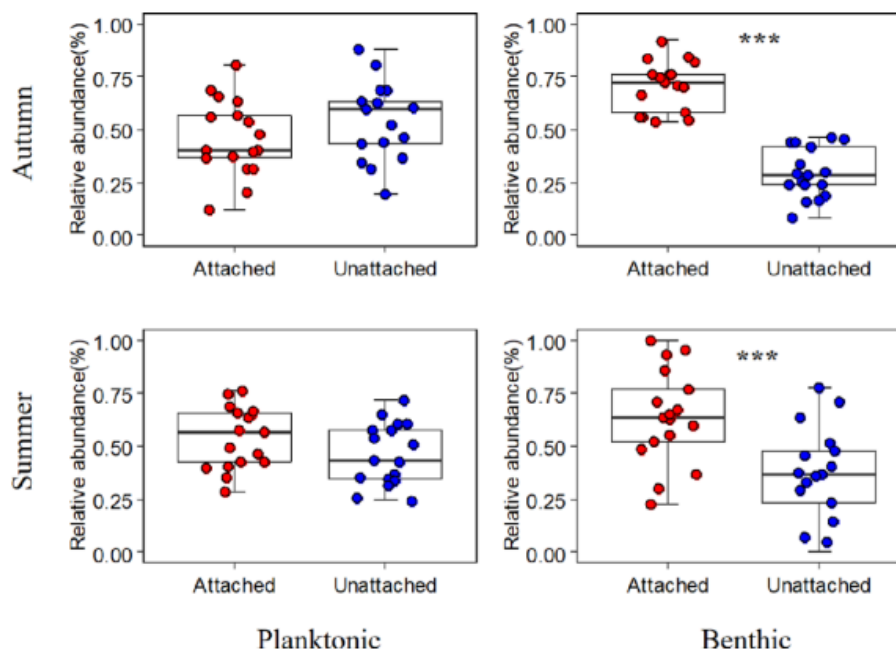 Autumn
Relative abundance(%)
1.00
0.75
0.50
0.25
0.00
Attached
Unattached
Relative abundance(%)
1.00
0.75
0.50
0.25
0.00
***
Attached
Unattached
Summer
Relative abundance(%)
1.00
0.75
0.50
0.25
0.00
Attached
Unattached
Relative abundance(%)
1.00
0.75
0.50
0.25
0.00
***
Attached
Unattached
Planktonic
Benthic